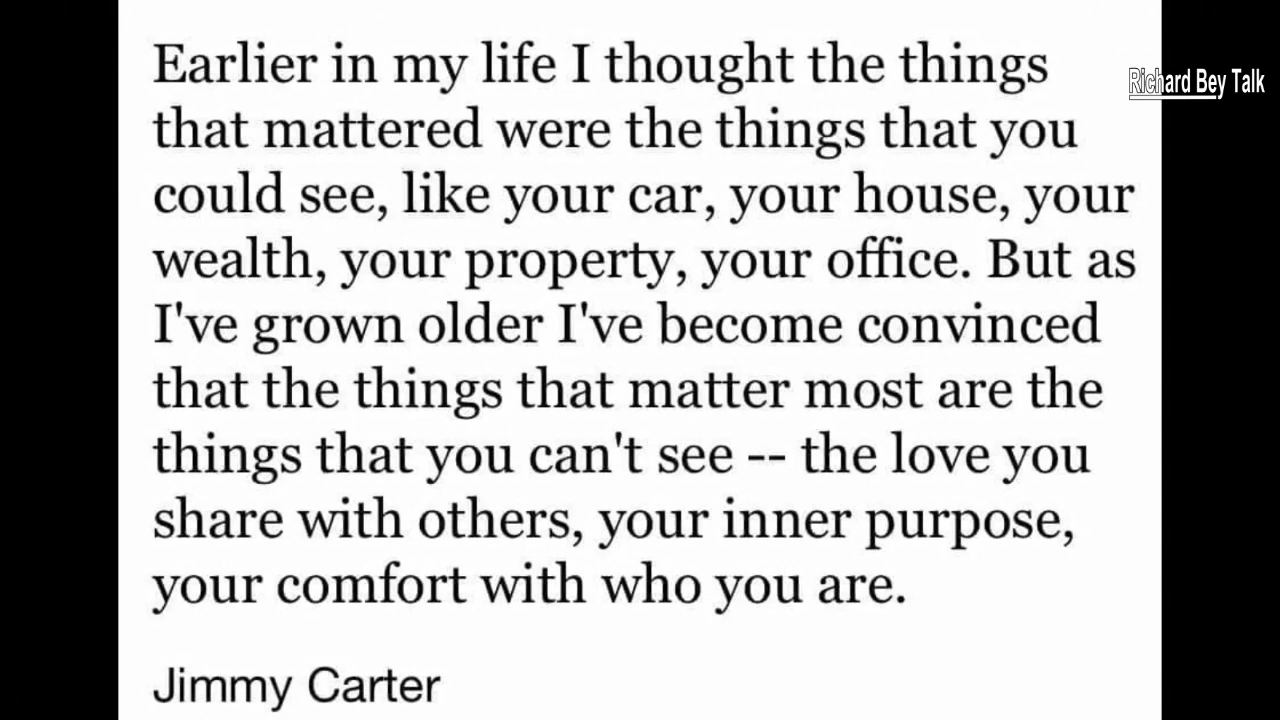 Earlier in my life I thought the things
that mattered were the things that you
could see, like your car, your house, your
wealth, your property, your office. But as
I've grown older I've become convinced
that the things that matter most are the
things that you can't see -- the love you
share with others, your inner purpose,
your comfort with who you are.
Jimmy Carter
Richard Bey Talk